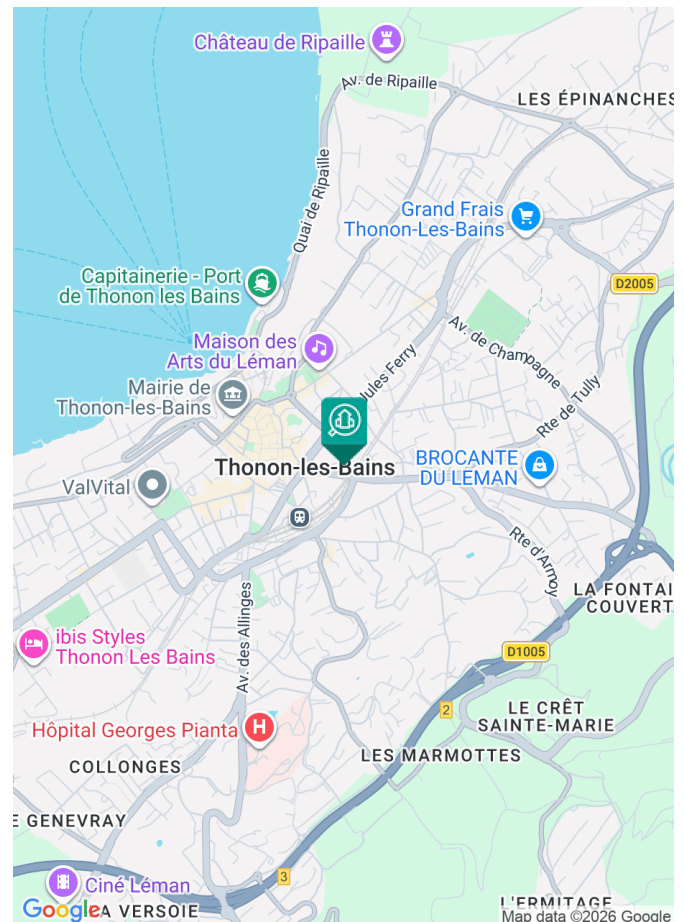 Château de Ripaille
Av. de Ripaille
LES ÉPINANCHES
Quai de Ripaille
Grand Frais
Thonon-Les-Bains
Capitainerie - Port
de Thonon les Bains
D2005
Maison des
Arts du Léman
Av. de Champagne
Jules Ferry
Mairie de
Thonon-les-Bains
Rte de Tully
Thonon-les-Bains
BROCANTE
DU LEMAN
ValVital
Rte d'Armoy
Av. des Allinges
LA FONTAI
COUVERT
ibis Styles
Thonon Les Bains
D1005
2
LE CRÊT
SAINTE-MARIE
Hôpital Georges Pianta
H
LES MARMOTTES
COLLONGES
E GENEVRAY
3
Ciné Léman
Google
A VERSOIE
L'ERMITAGE
Map data ©2026 Google